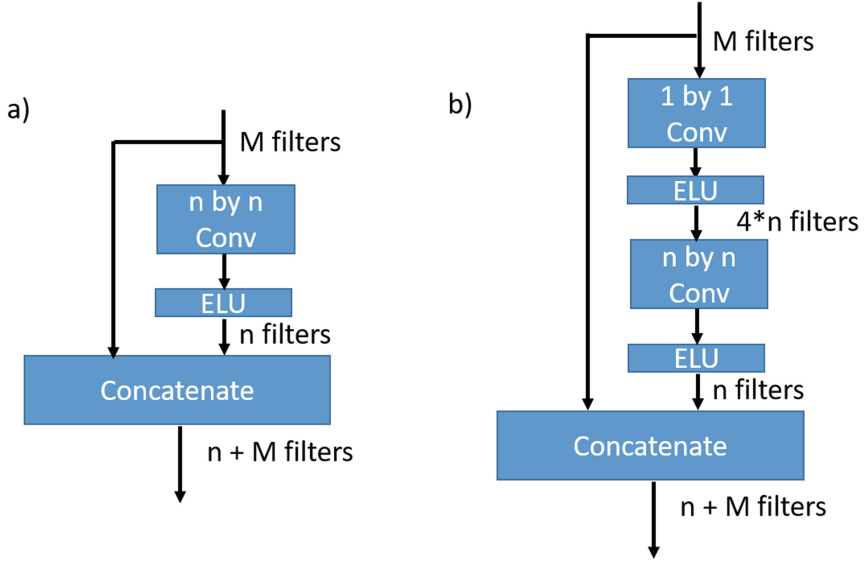 a)
M filters
n by n
Conv
ELU
n filters
Concatenate
n + M filters
b)
M filters
1 by 1
Conv
ELU
4*n filters
n by n
Conv
ELU
n filters
Concatenate
n + M filters